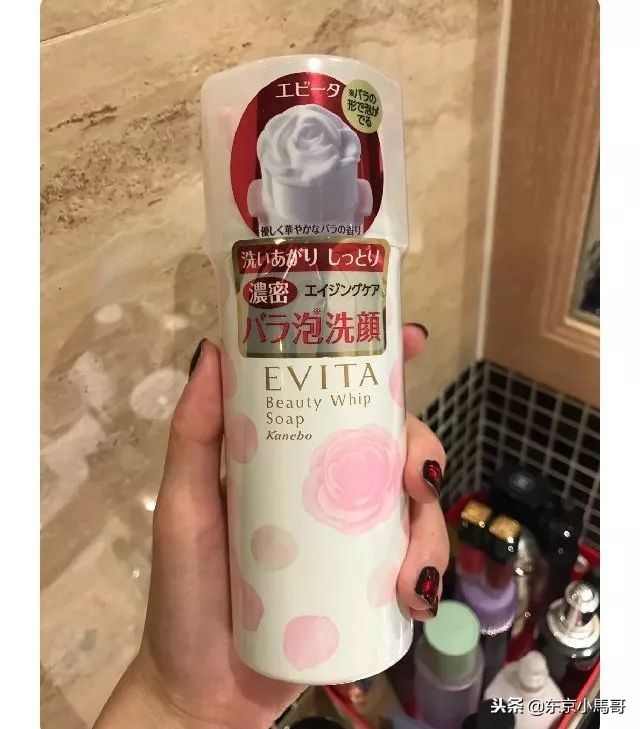 エビータ
※バラの
形で泡が
でる
優しく華やかなバラの香り
洗いあがり しっとり
濃密 エイジングケア
バラ泡※洗顔
EVITA
Beauty Whip
Soap
Kanebo
头条 @东京小馬哥